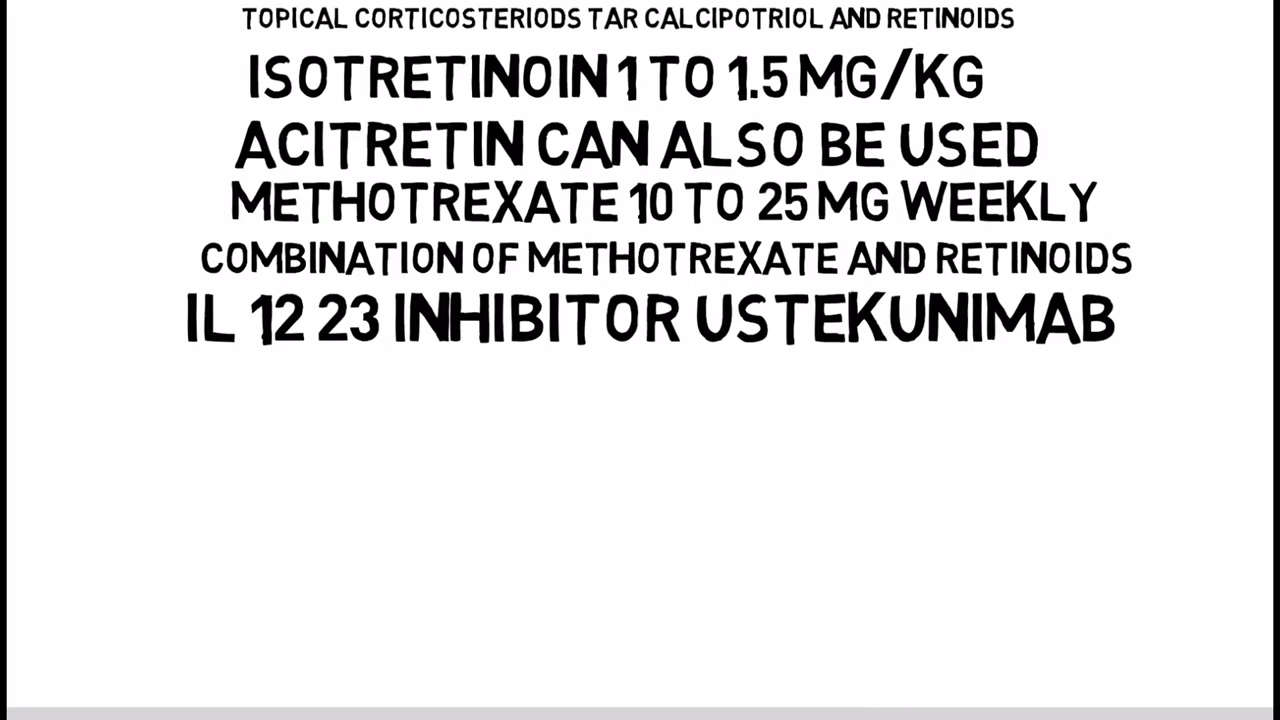 TOPICAL CORTICOSTERIODS TAR CALCIPOTRIOL AND RETINOIDS
ISOTRETINOIN 1 TO 1.5 MG/KG
ACITRETIN CAN ALSO BE USED
METHOTREXATE 10 TO 25 MG WEEKLY
COMBINATION OF METHOTREXATE AND RETINOIDS
IL 12 23 INHIBITOR USTEKUNIMAB